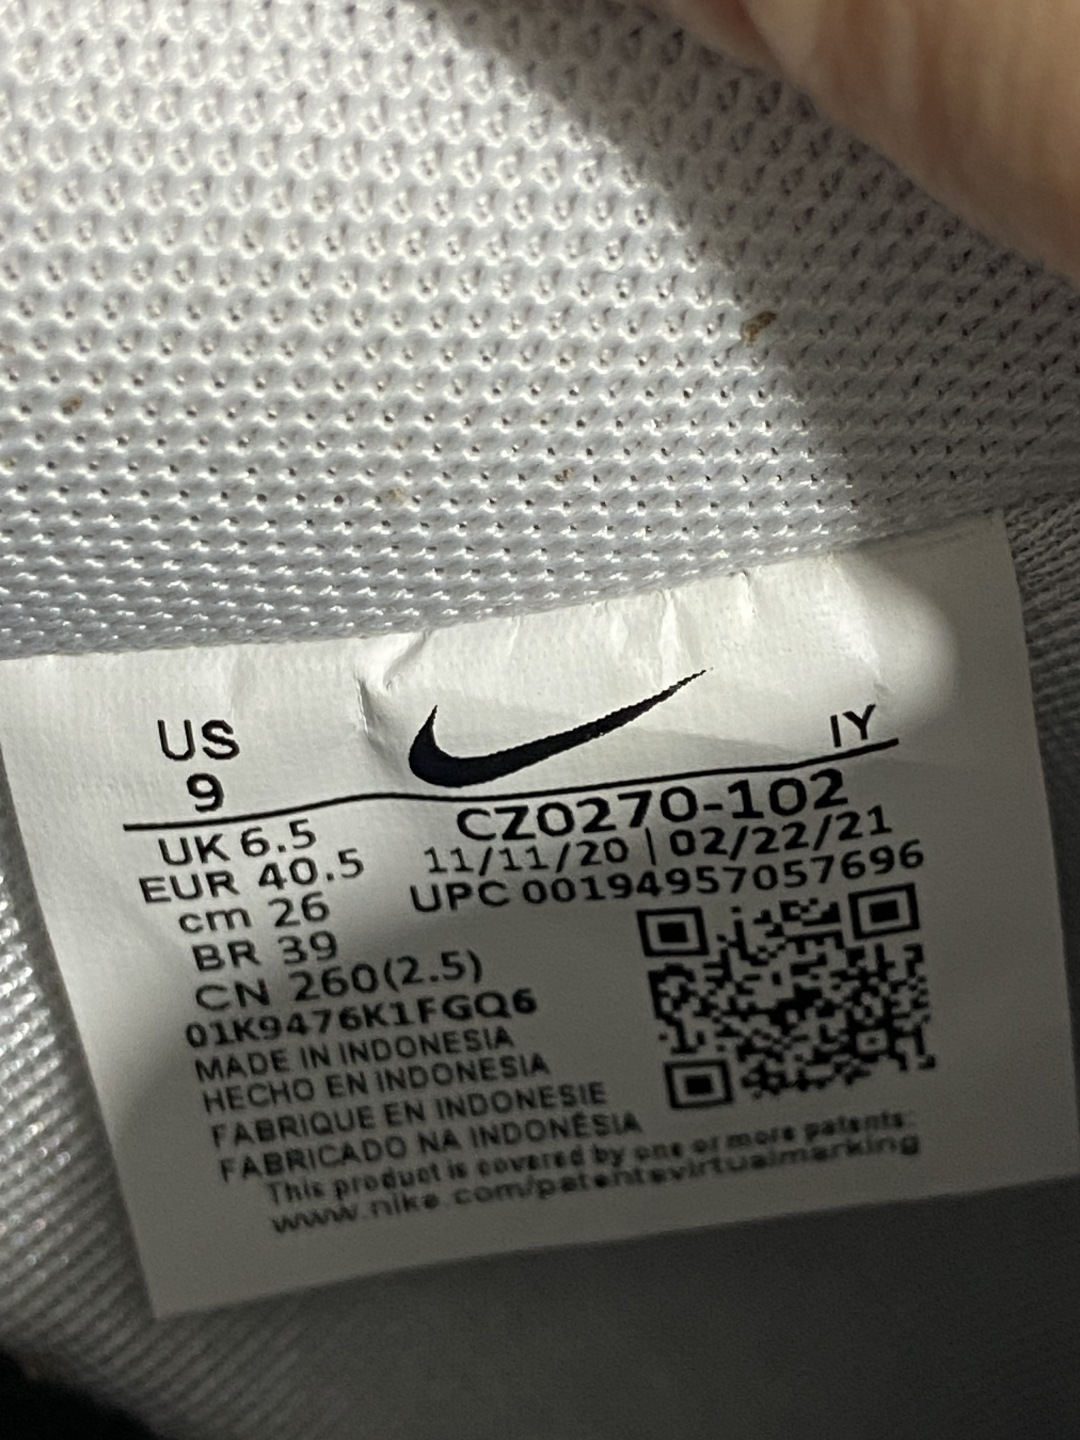 US
9
IY
UK 6.5
EUR 40.5
cm 26
BR 39
CN 260(2.5)
CZ0270-102
11/11/20 | 02/22/21
UPC 00194957057696
01K9476K1FGQ6
MADE IN INDONESIA
HECHO EN INDONESIA
FABRIQUE EN INDONESIE
FABRICADO NA INDONÉSIA
This product is covered by one or more patents:
www.nike.com/patentsvirtualmarking